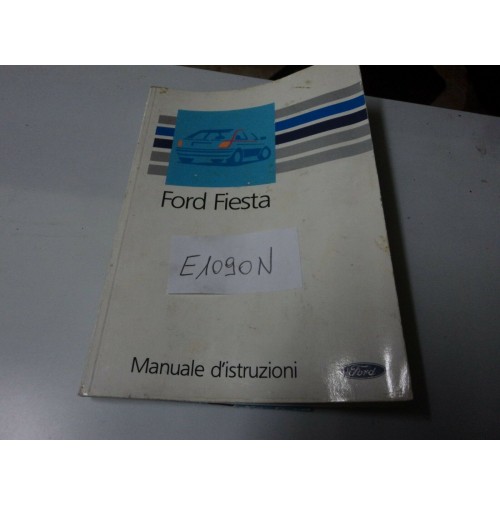 Ford Fiesta
E1090N
Manuale d'istruzioni
Ford